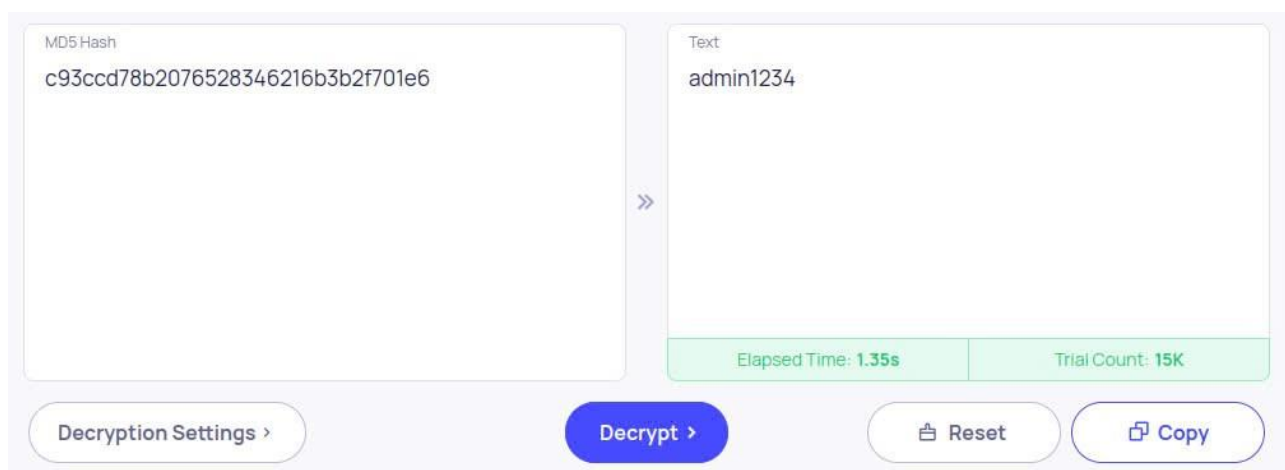 MD5 Hash
c93ccd78b2076528346216b3b2f701e6
Text
admin1234
Elapsed Time: 1.35s
Trial Count: 15K
Decryption Settings >
Decrypt >
Reset
Copy